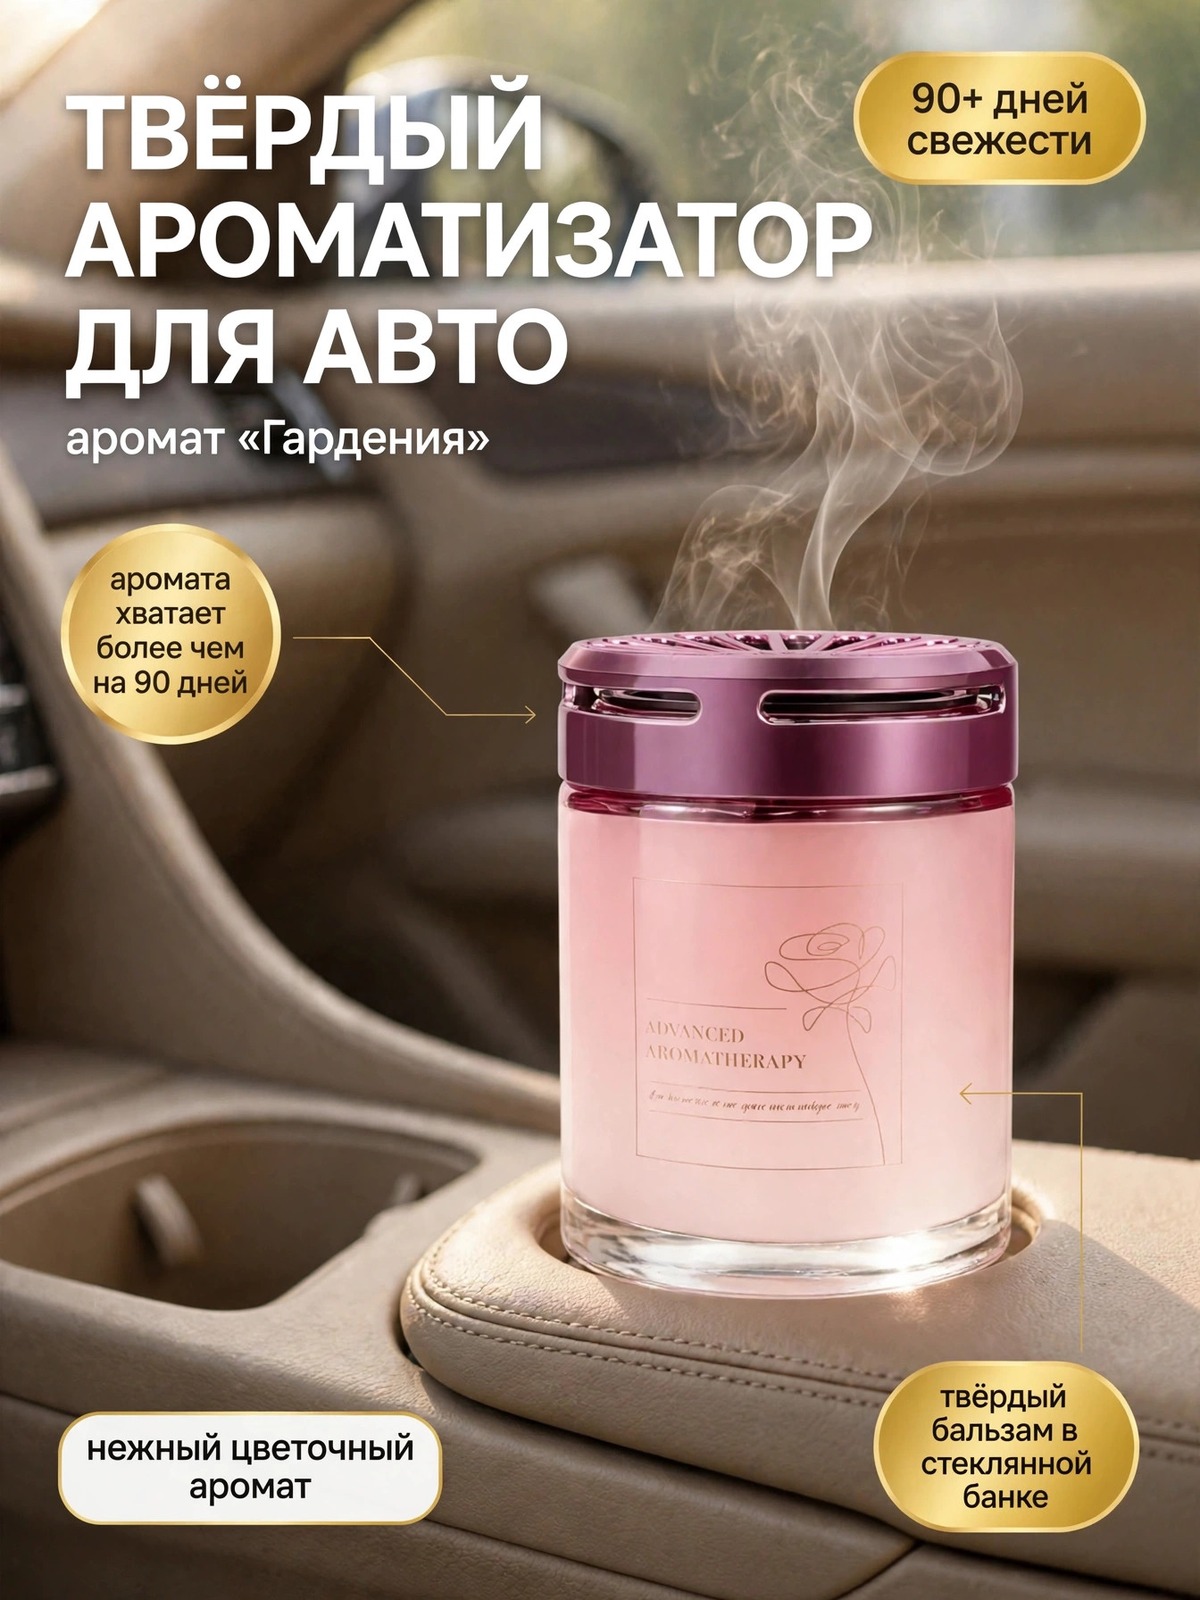 ТВЁРДЫЙ
АРОМАТИЗАТОР
ДЛЯ АВТО
аромат «Гардения»
90+ дней
свежести
аромата
хватает
более чем
на 90 дней
ADVANCED
AROMATHERAPY
твёрдый
бальзам в
стеклянной
банке
нежный цветочный
аромат